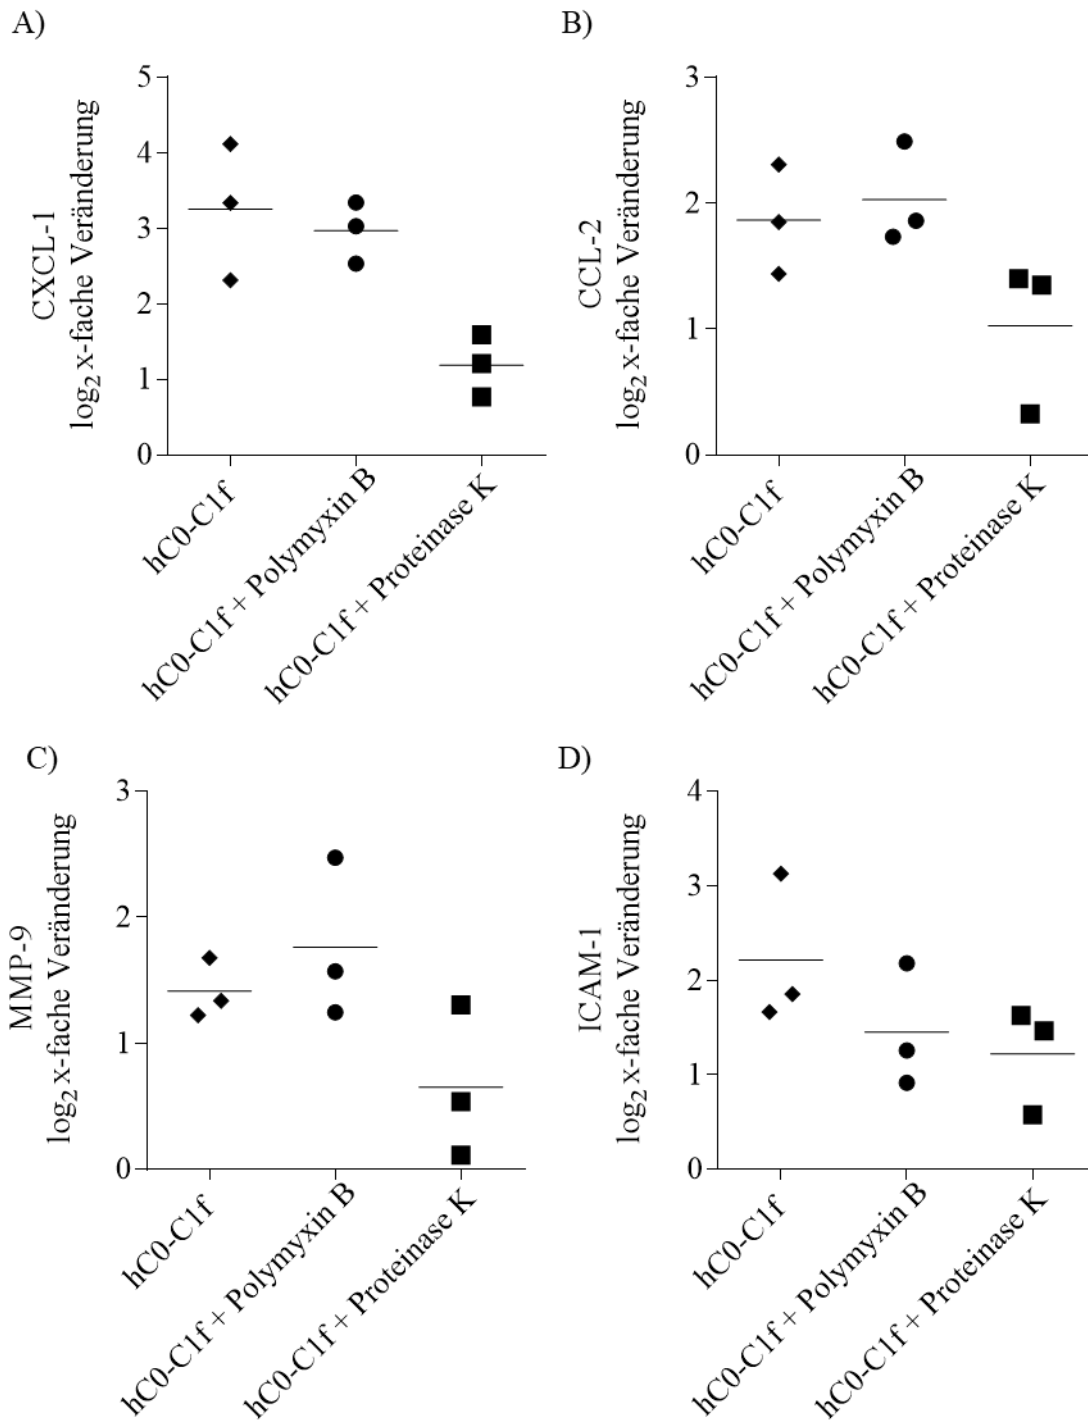 A)
CXCL-1
log₂ x-fache Veränderung
5
4
3
2
1
0
hC0-C1f
hC0-C1f + Polymyxin B
hC0-C1f + Proteinase K
B)
CCL-2
log₂ x-fache Veränderung
3
2
1
0
hC0-C1f
hC0-C1f + Polymyxin B
hC0-C1f + Proteinase K
C)
MMP-9
log₂ x-fache Veränderung
3
2
1
0
hC0-C1f
hC0-C1f + Polymyxin B
hC0-C1f + Proteinase K
D)
ICAM-1
log₂ x-fache Veränderung
4
3
2
1
0
hC0-C1f
hC0-C1f + Polymyxin B
hC0-C1f + Proteinase K